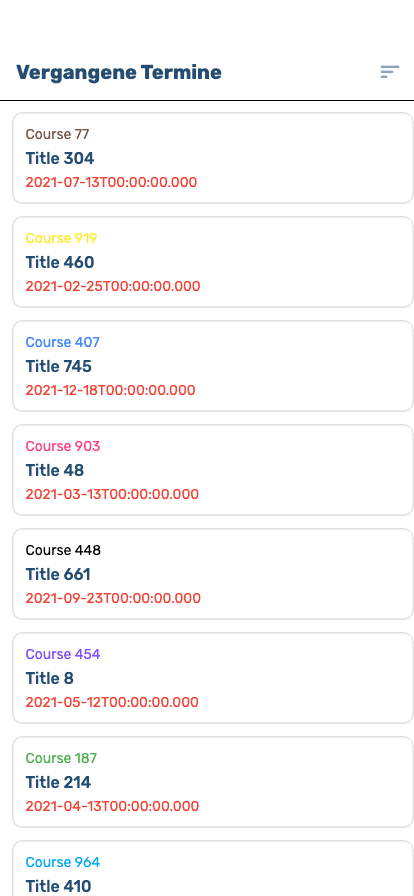 Vergangene Termine
Course 77
Title 304
2021-07-13T00:00:00.000
Course 919
Title 460
2021-02-25T00:00:00.000
Course 407
Title 745
2021-12-18T00:00:00.000
Course 903
Title 48
2021-03-13T00:00:00.000
Course 448
Title 661
2021-09-23T00:00:00.000
Course 454
Title 8
2021-05-12T00:00:00.000
Course 187
Title 214
2021-04-13T00:00:00.000
Course 964
Title 410